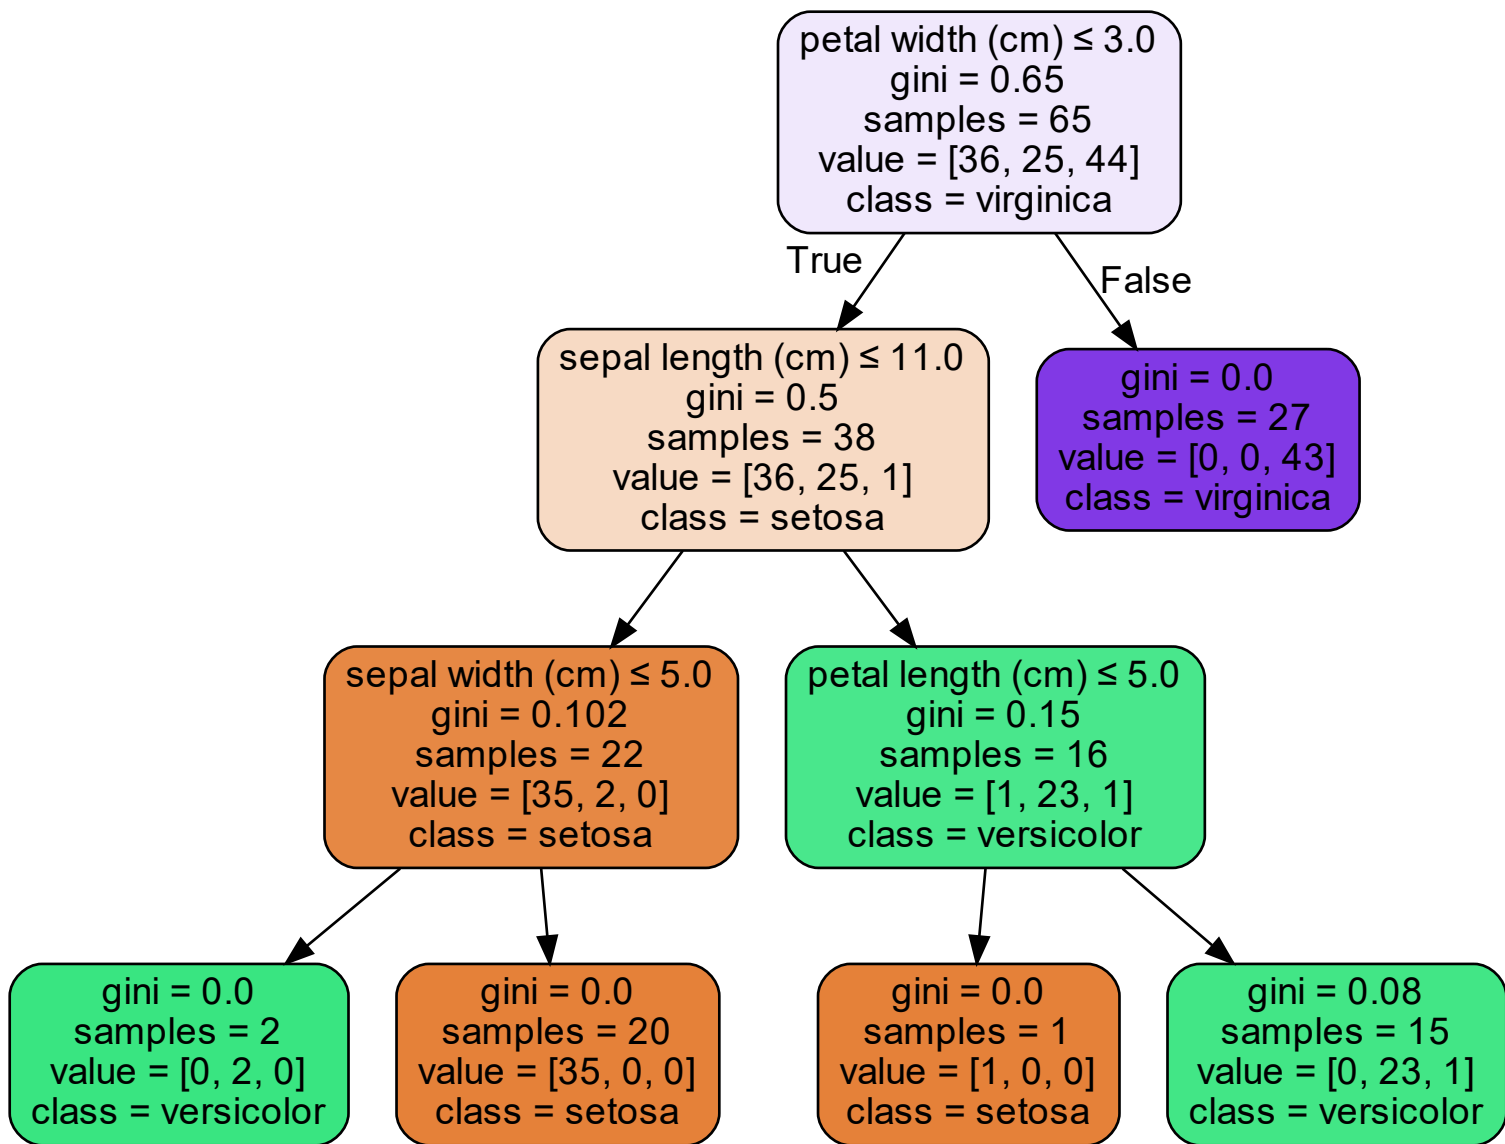 petal width (cm) ≤ 3.0
gini = 0.65
samples = 65
value = [36, 25, 44]
class = virginica
True
False
sepal length (cm) ≤ 11.0
gini = 0.5
samples = 38
value = [36, 25, 1]
class = setosa
gini = 0.0
samples = 27
value = [0, 0, 43]
class = virginica
sepal width (cm) ≤ 5.0
gini = 0.102
samples = 22
value = [35, 2, 0]
class = setosa
petal length (cm) ≤ 5.0
gini = 0.15
samples = 16
value = [1, 23, 1]
class = versicolor
gini = 0.0
samples = 2
value = [0, 2, 0]
class = versicolor
gini = 0.0
samples = 20
value = [35, 0, 0]
class = setosa
gini = 0.0
samples = 1
value = [1, 0, 0]
class = setosa
gini = 0.08
samples = 15
value = [0, 23, 1]
class = versicolor